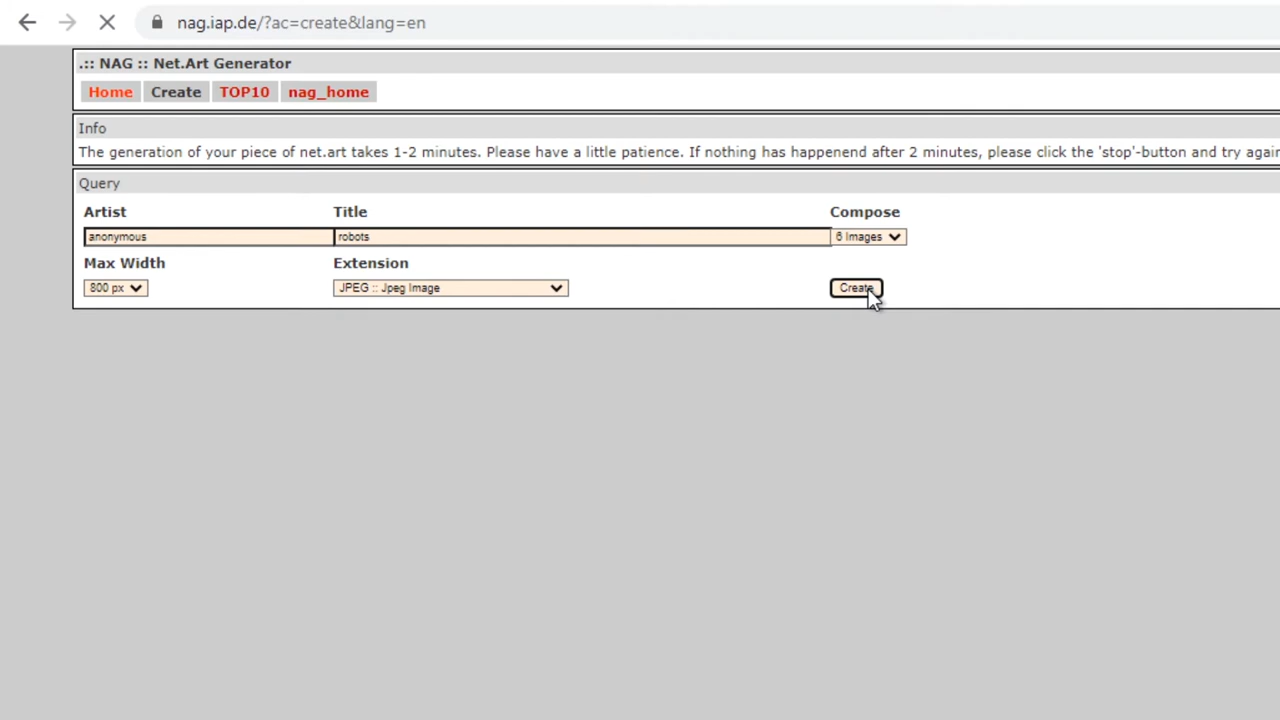 nag.iap.de/?ac=create&lang=en
.:: NAG :: Net.Art Generator
Home Create TOP10 nag_home
Info
The generation of your piece of net.art takes 1-2 minutes. Please have a little patience. If nothing has happenend after 2 minutes, please click the 'stop'-button and try again
Query
Artist Title Compose
anonymous robots 6 Images
Max Width Extension
800 px JPEG :: Jpeg Image Create